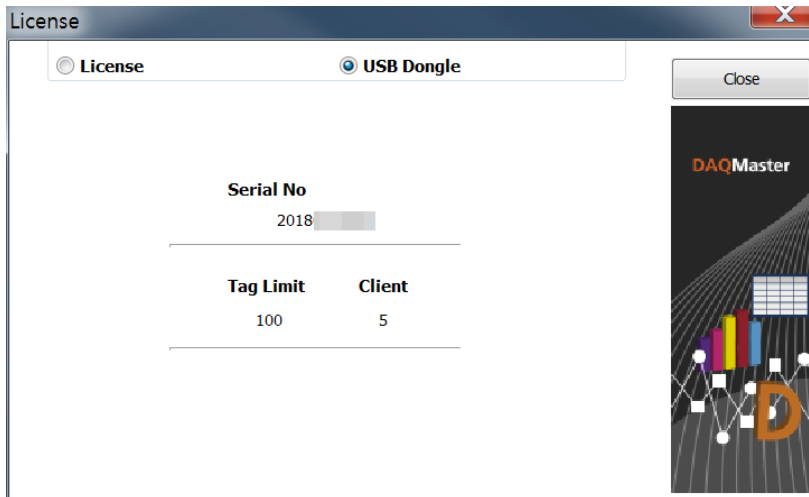 License
License USB Dongle
Close
DAQMaster
Serial No
2018
Tag Limit Client
100 5
D